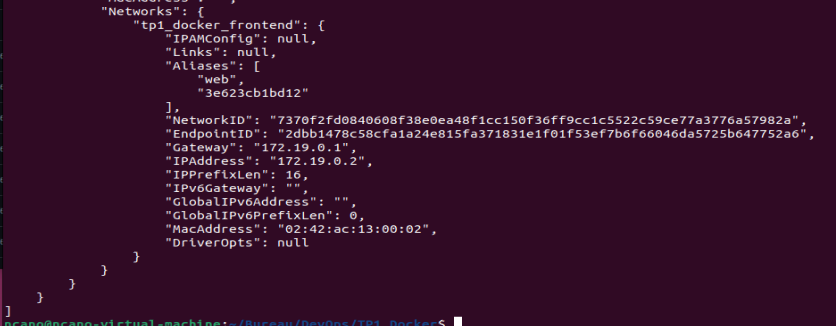 "Networks": {
"tp1_docker_frontend": {
"IPAMConfig": null,
"Links": null,
"Aliases": [
"web",
"3e623cb1bd12"
],
"NetworkID": "7370f2fd0840608f38e0ea48f1cc150f36ff9cc1c5522c59ce77a3776a57982a",
"EndpointID": "2dbb1478c58cfa1a24e815fa371831e1f01f53ef7b6f66046da5725b647752a6",
"Gateway": "172.19.0.1",
"IPAddress": "172.19.0.2",
"IPPrefixLen": 16,
"IPv6Gateway": "",
"GlobalIPv6Address": "",
"GlobalIPv6PrefixLen": 0,
"MacAddress": "02:42:ac:13:00:02",
"DriverOpts": null
}
}
}
}
]
ncano@ncano-virtual-machine:~/Bureau/DevOps/TP1_Docker$